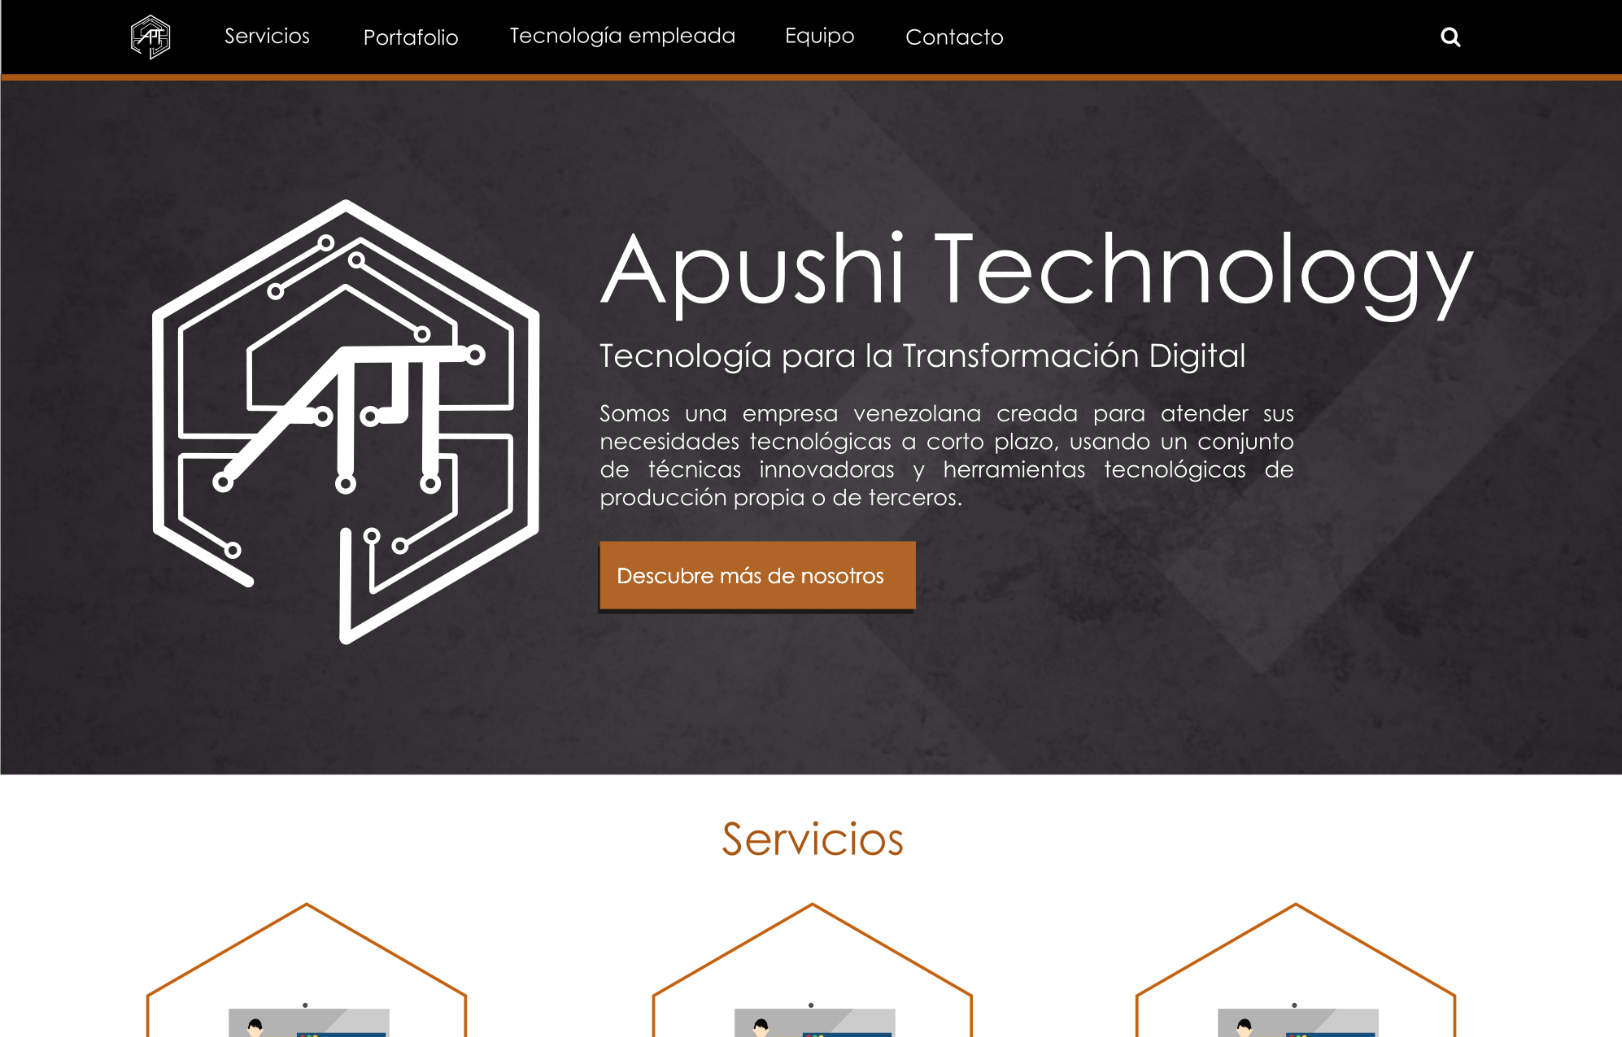 Servicios
Portafolio
Tecnología empleada
Equipo
Contacto
APT
Apushi Technology
Tecnología para la Transformación Digital
Somos una empresa venezolana creada para atender sus
necesidades tecnológicas a corto plazo, usando un conjunto
de técnicas innovadoras y herramientas tecnológicas de
producción propia o de terceros.
Descubre más de nosotros
Servicios